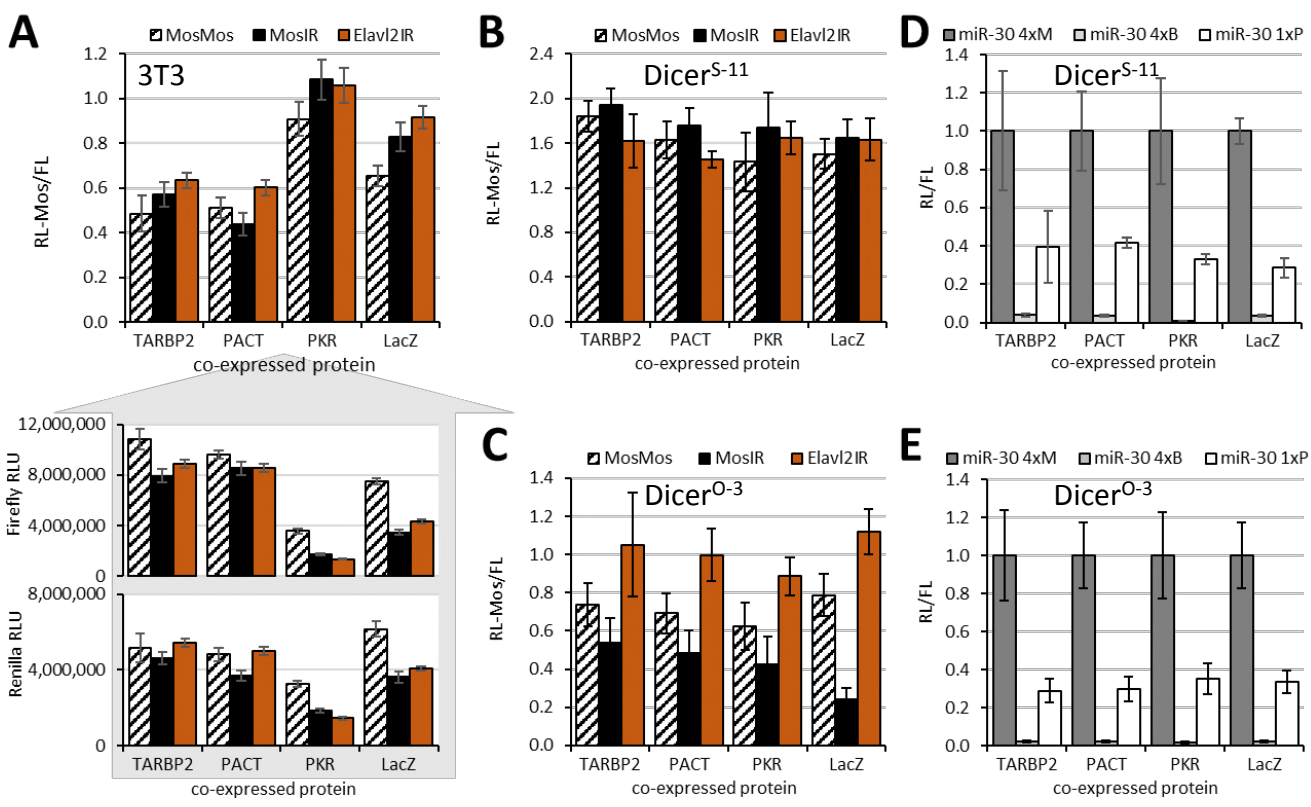 A
MosMos MosIR Elavl2IR
3T3
RL-Mos/FL
1.2
1.0
0.8
0.6
0.4
0.2
0.0
TARBP2 PACT PKR LacZ
co-expressed protein
Firefly RLU
12,000,000
8,000,000
4,000,000
0
Renilla RLU
8,000,000
4,000,000
0
TARBP2 PACT PKR LacZ
co-expressed protein
B
MosMos MosIR Elavl2IR
Dicer^S-11
RL-Mos/FL
2.4
2.0
1.6
1.2
0.8
0.4
0.0
TARBP2 PACT PKR LacZ
co-expressed protein
C
MosMos MosIR Elavl2IR
Dicer^O-3
RL-Mos/FL
1.4
1.2
1.0
0.8
0.6
0.4
0.2
0.0
TARBP2 PACT PKR LacZ
co-expressed protein
D
miR-30 4xM miR-30 4xB miR-30 1xP
Dicer^S-11
RL/FL
1.4
1.2
1.0
0.8
0.6
0.4
0.2
0.0
TARBP2 PACT PKR LacZ
co-expressed protein
E
miR-30 4xM miR-30 4xB miR-30 1xP
Dicer^O-3
RL/FL
1.4
1.2
1.0
0.8
0.6
0.4
0.2
0.0
TARBP2 PACT PKR LacZ
co-expressed protein